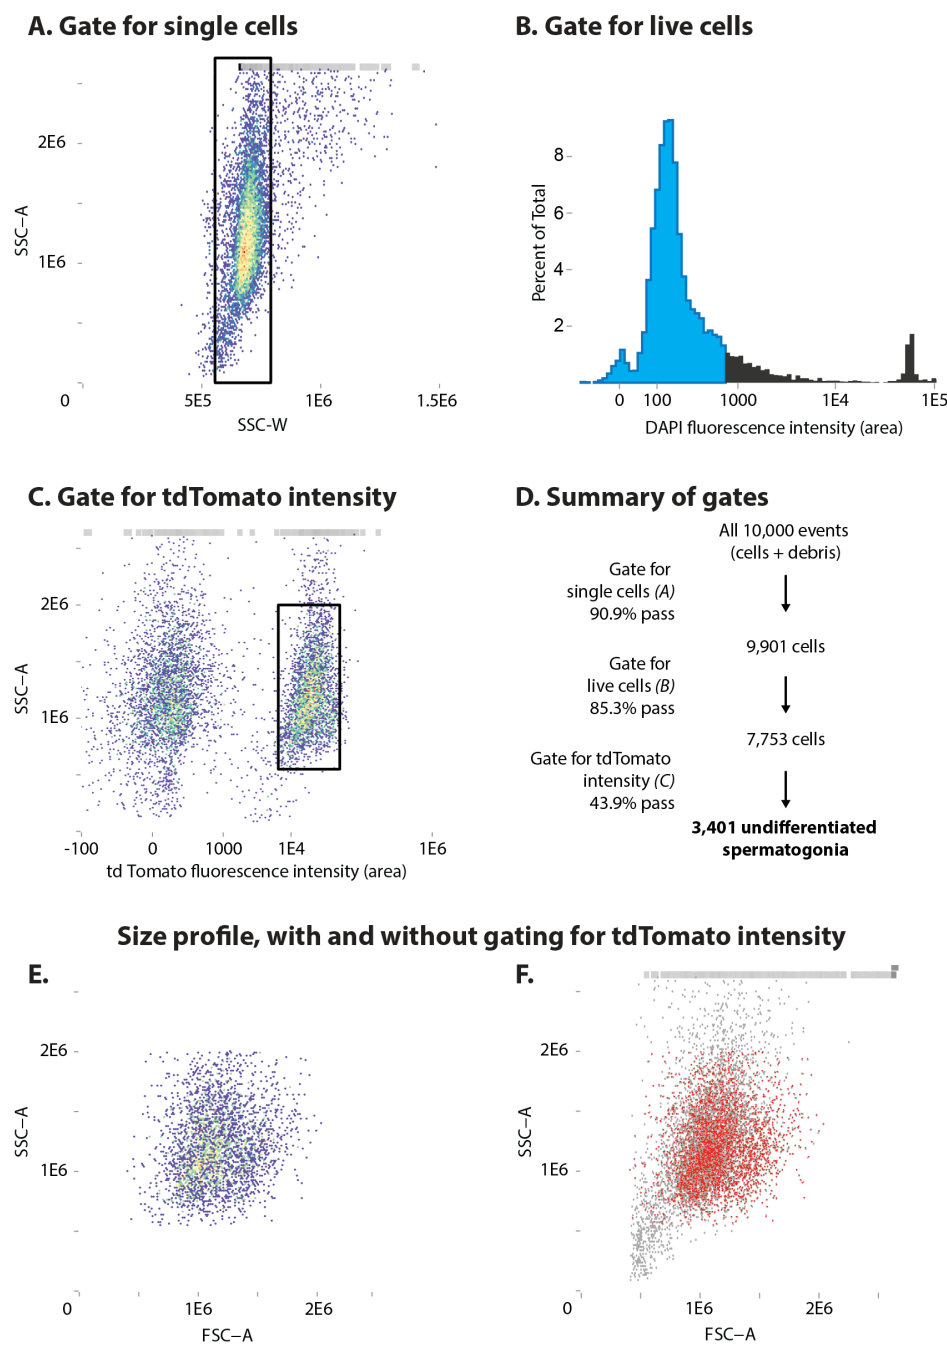 A. Gate for single cells
2E6
1E6
SSC–A
0
5E5
1E6
1.5E6
SSC-W
B. Gate for live cells
8
6
4
2
Percent of Total
0
100
1000
1E4
1E5
DAPI fluorescence intensity (area)
C. Gate for tdTomato intensity
2E6
1E6
SSC–A
-100
0
1000
1E4
1E6
td Tomato fluorescence intensity (area)
D. Summary of gates
All 10,000 events
(cells + debris)
Gate for
single cells (A)
90.9% pass
9,901 cells
Gate for
live cells (B)
85.3% pass
7,753 cells
Gate for tdTomato
intensity (C)
43.9% pass
3,401 undifferentiated
spermatogonia
Size profile, with and without gating for tdTomato intensity
E.
2E6
1E6
SSC–A
0
1E6
2E6
FSC–A
F.
2E6
1E6
SSC–A
0
1E6
2E6
FSC–A